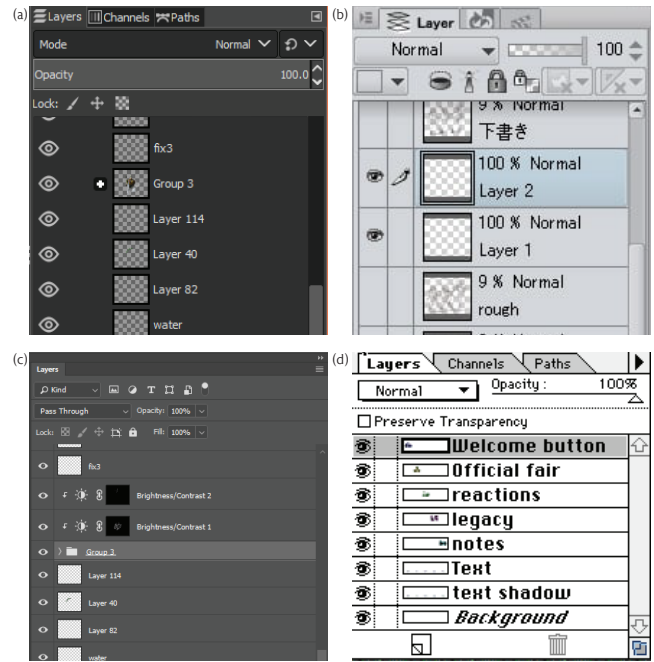 (a)
Layers Channels Paths
Mode Normal
Opacity 100.0
Lock:
fix3
Group 3
Layer 114
Layer 40
Layer 82
water
(b)
Layer
Normal 100
9 % Normal
下書き
100 % Normal
Layer 2
100 % Normal
Layer 1
9 % Normal
rough
(c)
Layers
Kind
Pass Through Opacity: 100%
Lock: Fill: 100%
fix3
Brightness/Contrast 2
Brightness/Contrast 1
Group 3
Layer 114
Layer 40
Layer 82
water
(d)
Layers Channels Paths
Normal Opacity: 100%
Preserve Transparency
Welcome button
Official fair
reactions
legacy
notes
Text
text shadow
Background